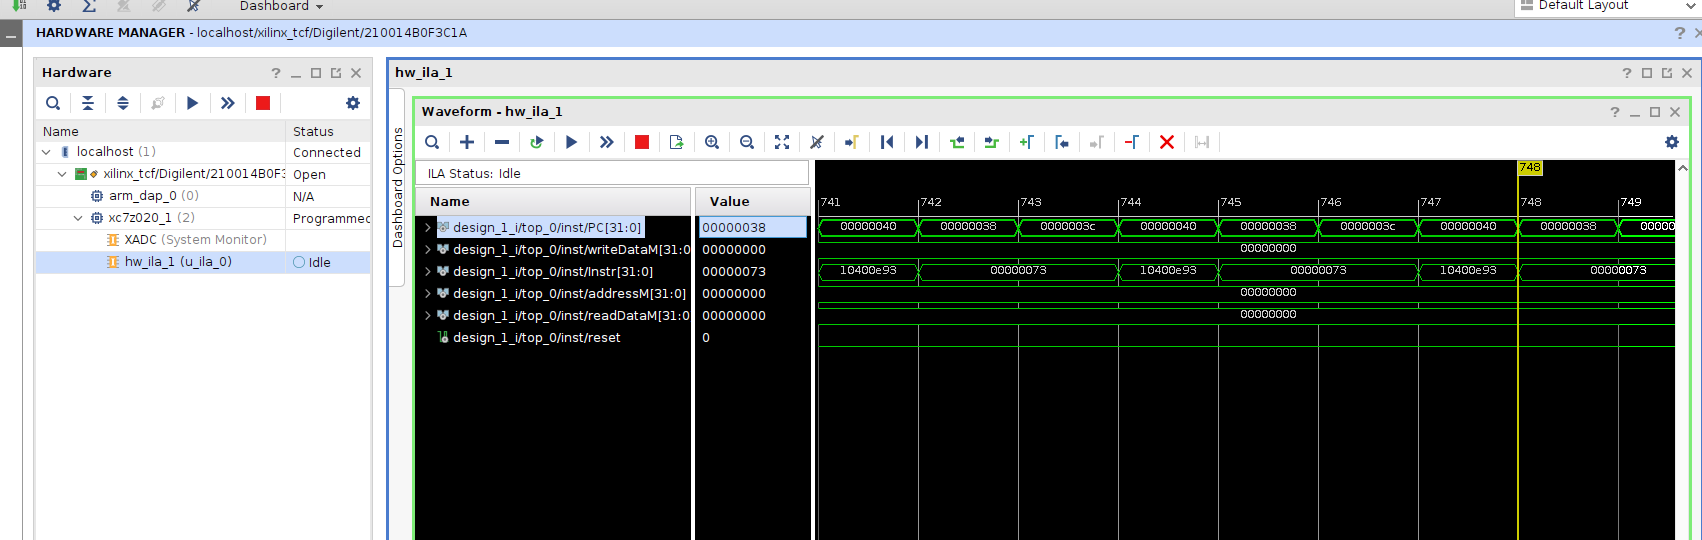 Dashboard
Default Layout
HARDWARE MANAGER - localhost/xilinx_tcf/Digilent/210014B0F3C1A
?
Hardware
?
hw_ila_1
?
Waveform - hw_ila_1
?
Dashboard Options
Name Status
localhost (1) Connected
xilinx_tcf/Digilent/210014B0F3 Open
arm_dap_0 (0) N/A
xc7z020_1 (2) Programmed
XADC (System Monitor)
hw_ila_1 (u_ila_0) Idle
ILA Status: Idle
748
Name Value
741 742 743 744 745 746 747 748 749
design_1_i/top_0/inst/PC[31:0] 00000038 00000040 00000038 0000003c 00000040 00000038 0000003c 00000040 00000038 00000
design_1_i/top_0/inst/writeDataM[31:0 00000000 00000000
design_1_i/top_0/inst/Instr[31:0] 00000073 10400e93 00000073 10400e93 00000073 10400e93 00000073
design_1_i/top_0/inst/addressM[31:0] 00000000 00000000
design_1_i/top_0/inst/readDataM[31:0 00000000 00000000
design_1_i/top_0/inst/reset 0